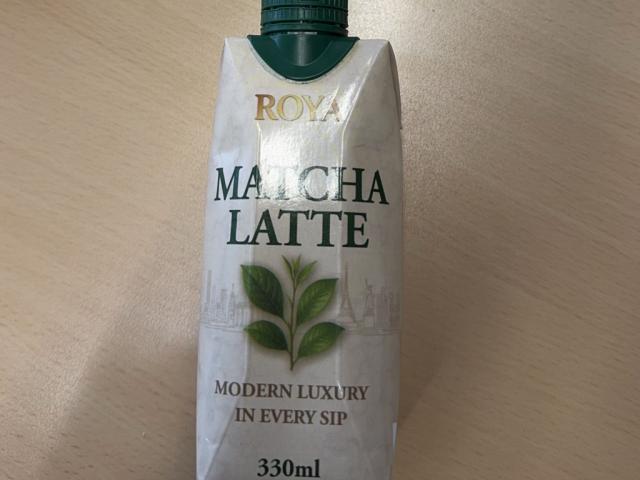 ROYA
MATCHA
LATTE
MODERN LUXURY
IN EVERY SIP
330ml